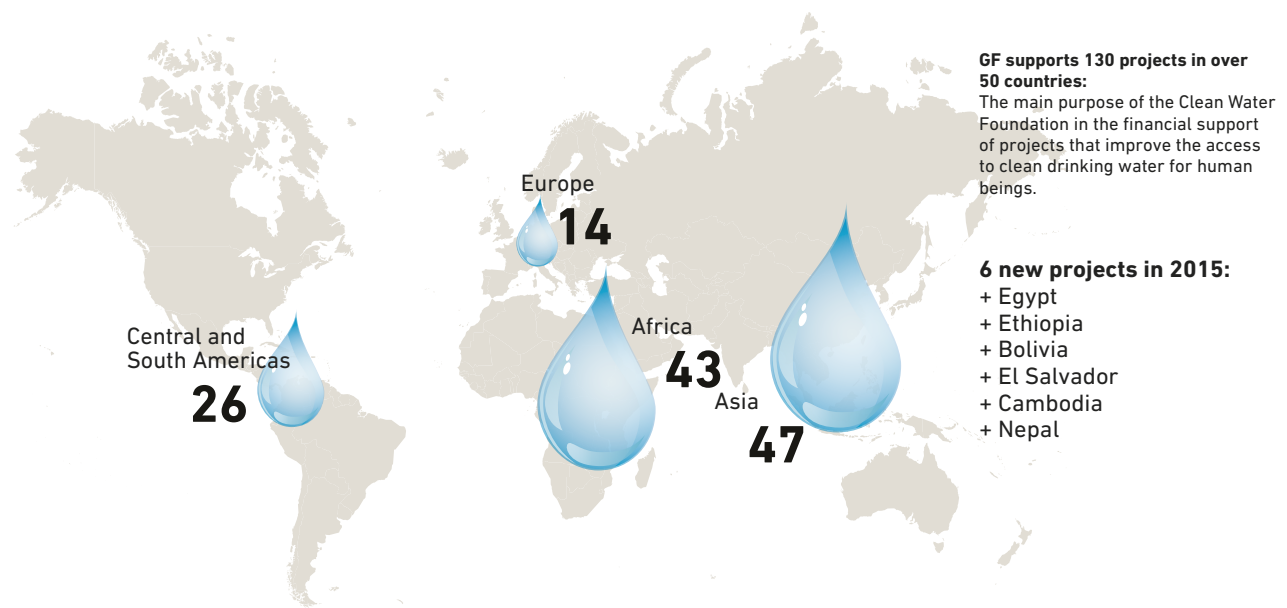 GF supports 130 projects in over
50 countries:
The main purpose of the Clean Water
Foundation in the financial support
of projects that improve the access
to clean drinking water for human
beings.
Europe
14
Central and
South Americas
26
Africa
43
Asia
47
6 new projects in 2015:
+ Egypt
+ Ethiopia
+ Bolivia
+ El Salvador
+ Cambodia
+ Nepal